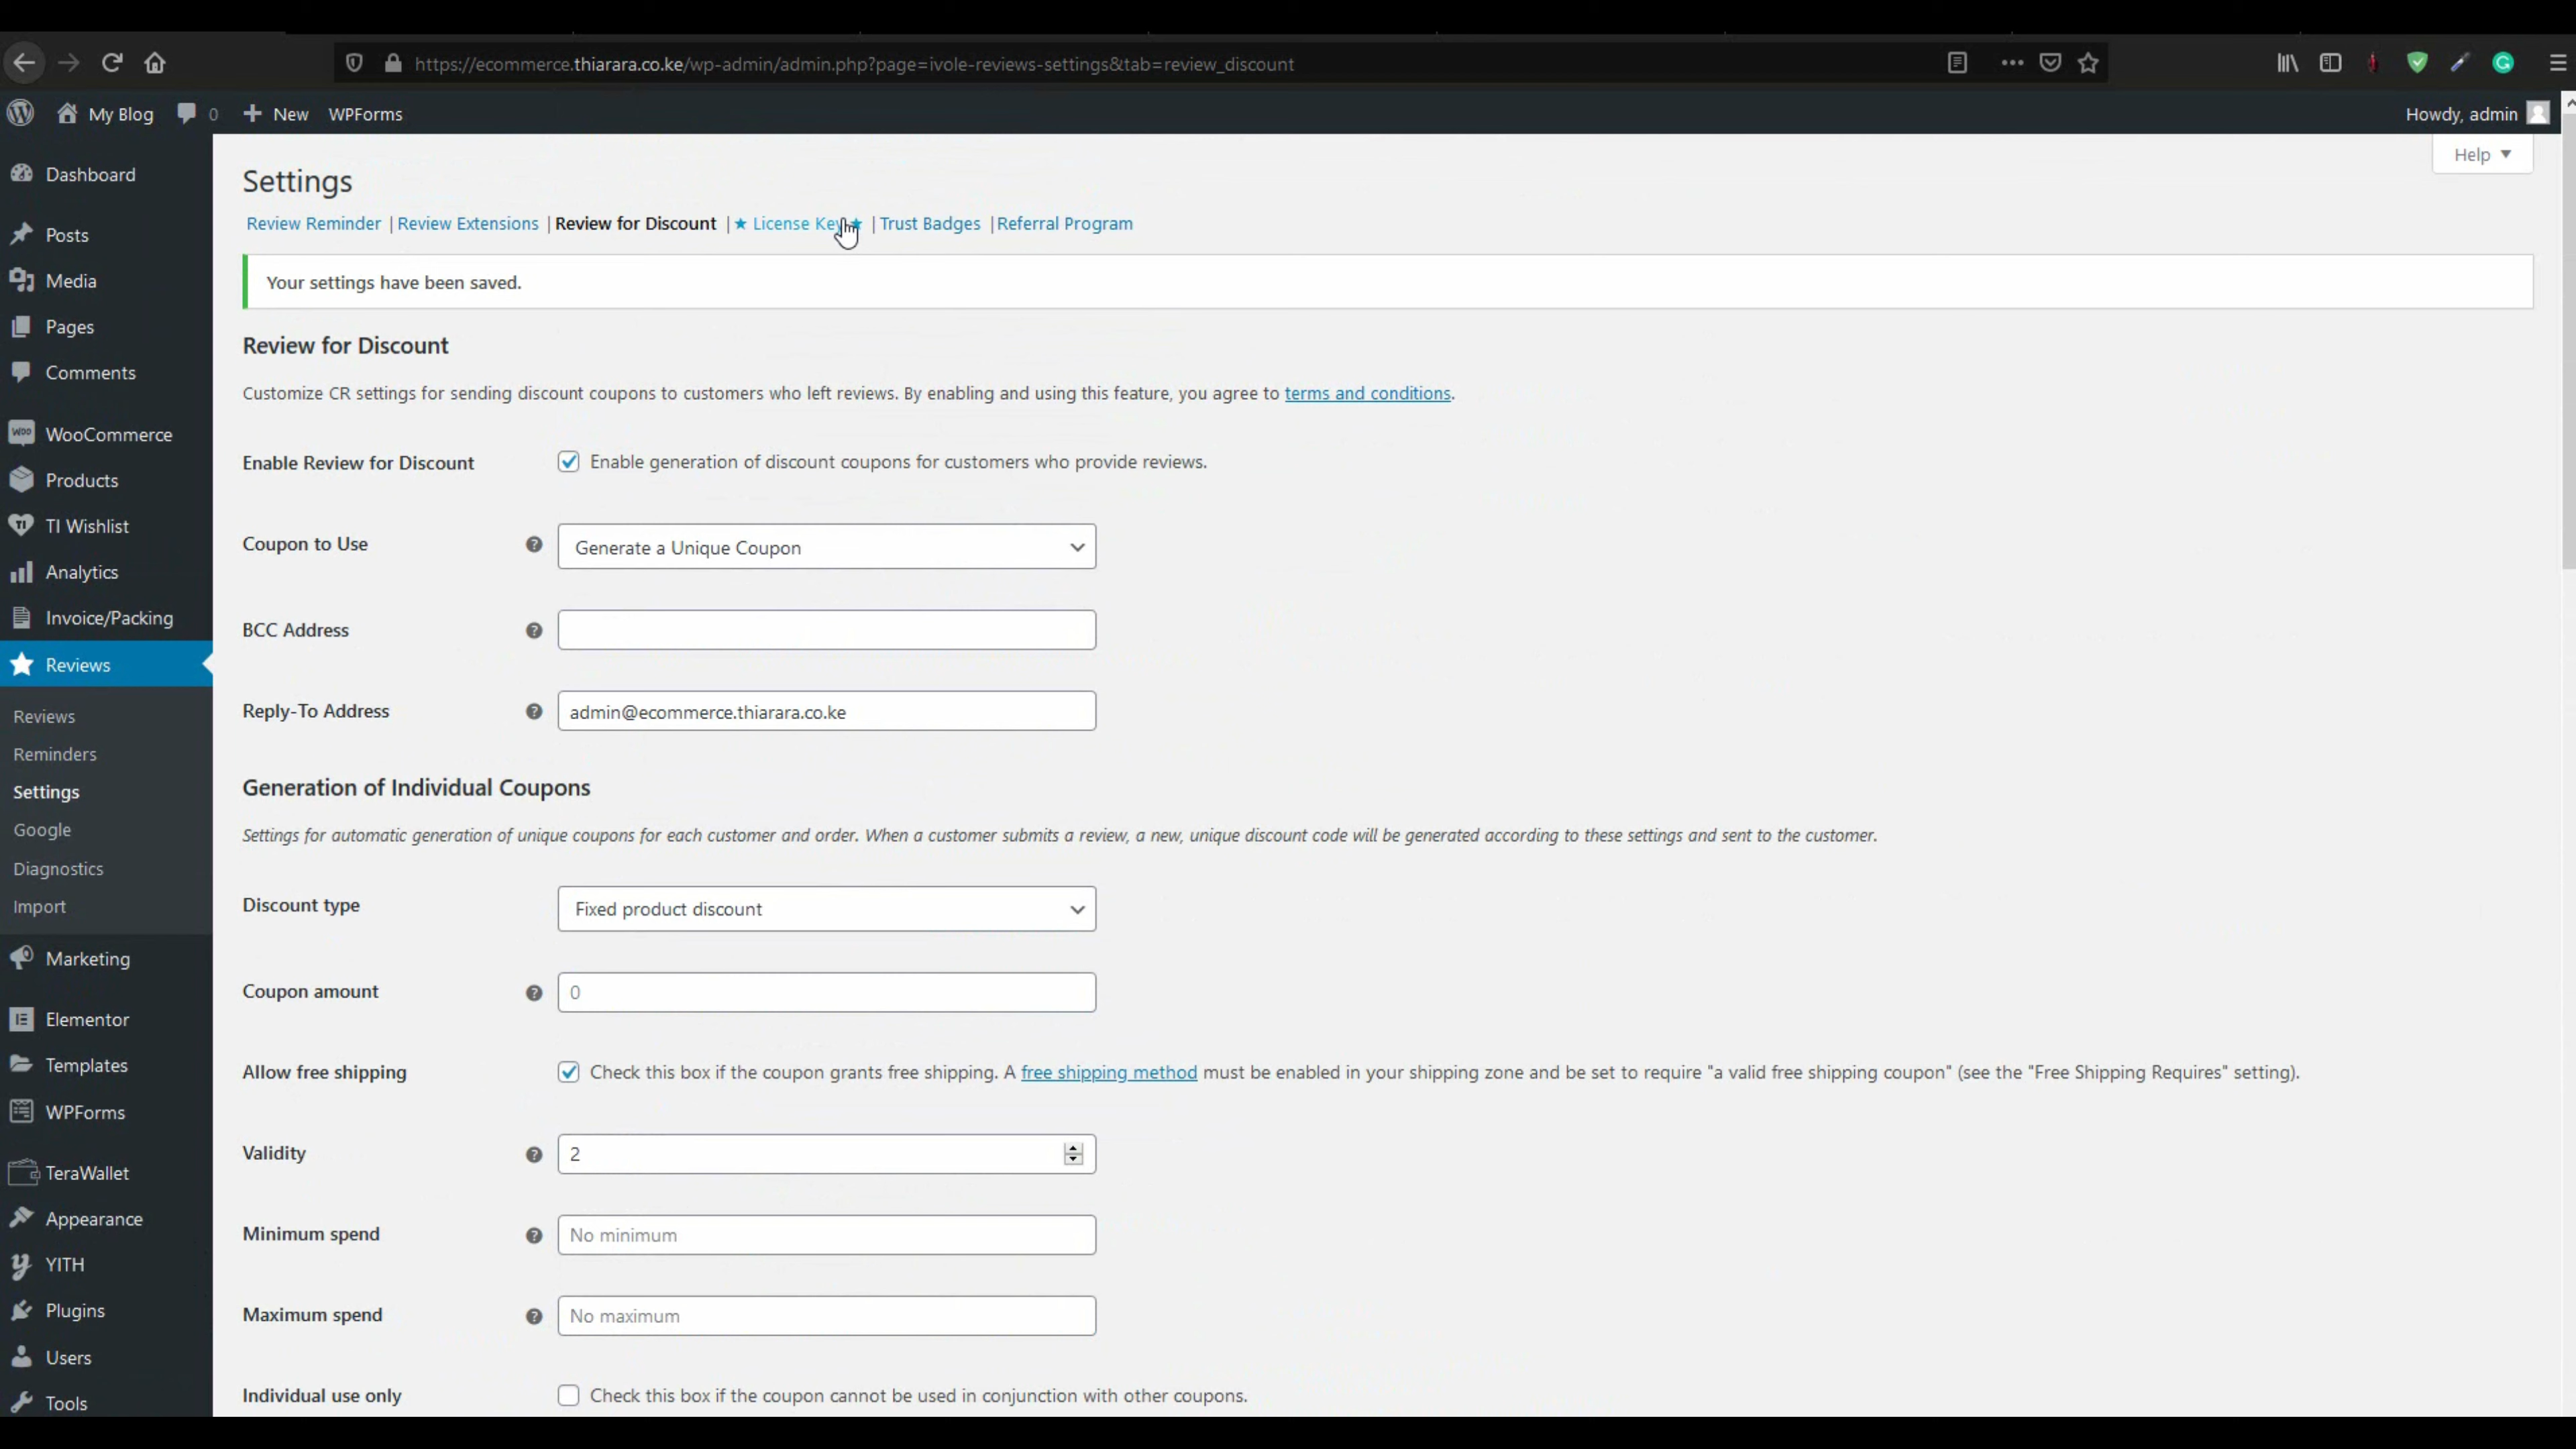 https://ecommerce.thiarara.co.ke/wp-admin/admin.php?page=ivole-reviews-settings&tab=review_discount
My Blog 0 New WPForms Howdy, admin
Help
Dashboard
Posts
Media
Pages
Comments
WooCommerce
Products
TI Wishlist
Analytics
Invoice/Packing
Reviews
Reviews
Reminders
Settings
Google
Diagnostics
Import
Marketing
Elementor
Templates
WPForms
TeraWallet
Appearance
YITH
Plugins
Users
Tools
Settings
Review Reminder | Review Extensions | Review for Discount | ★ License Key ★ | Trust Badges | Referral Program
Your settings have been saved.
Review for Discount
Customize CR settings for sending discount coupons to customers who left reviews. By enabling and using this feature, you agree to terms and conditions.
Enable Review for Discount Enable generation of discount coupons for customers who provide reviews.
Coupon to Use Generate a Unique Coupon
BCC Address
Reply-To Address admin@ecommerce.thiarara.co.ke
Generation of Individual Coupons
Settings for automatic generation of unique coupons for each customer and order. When a customer submits a review, a new, unique discount code will be generated according to these settings and sent to the customer.
Discount type Fixed product discount
Coupon amount 0
Allow free shipping Check this box if the coupon grants free shipping. A free shipping method must be enabled in your shipping zone and be set to require "a valid free shipping coupon" (see the "Free Shipping Requires" setting).
Validity 2
Minimum spend No minimum
Maximum spend No maximum
Individual use only Check this box if the coupon cannot be used in conjunction with other coupons.